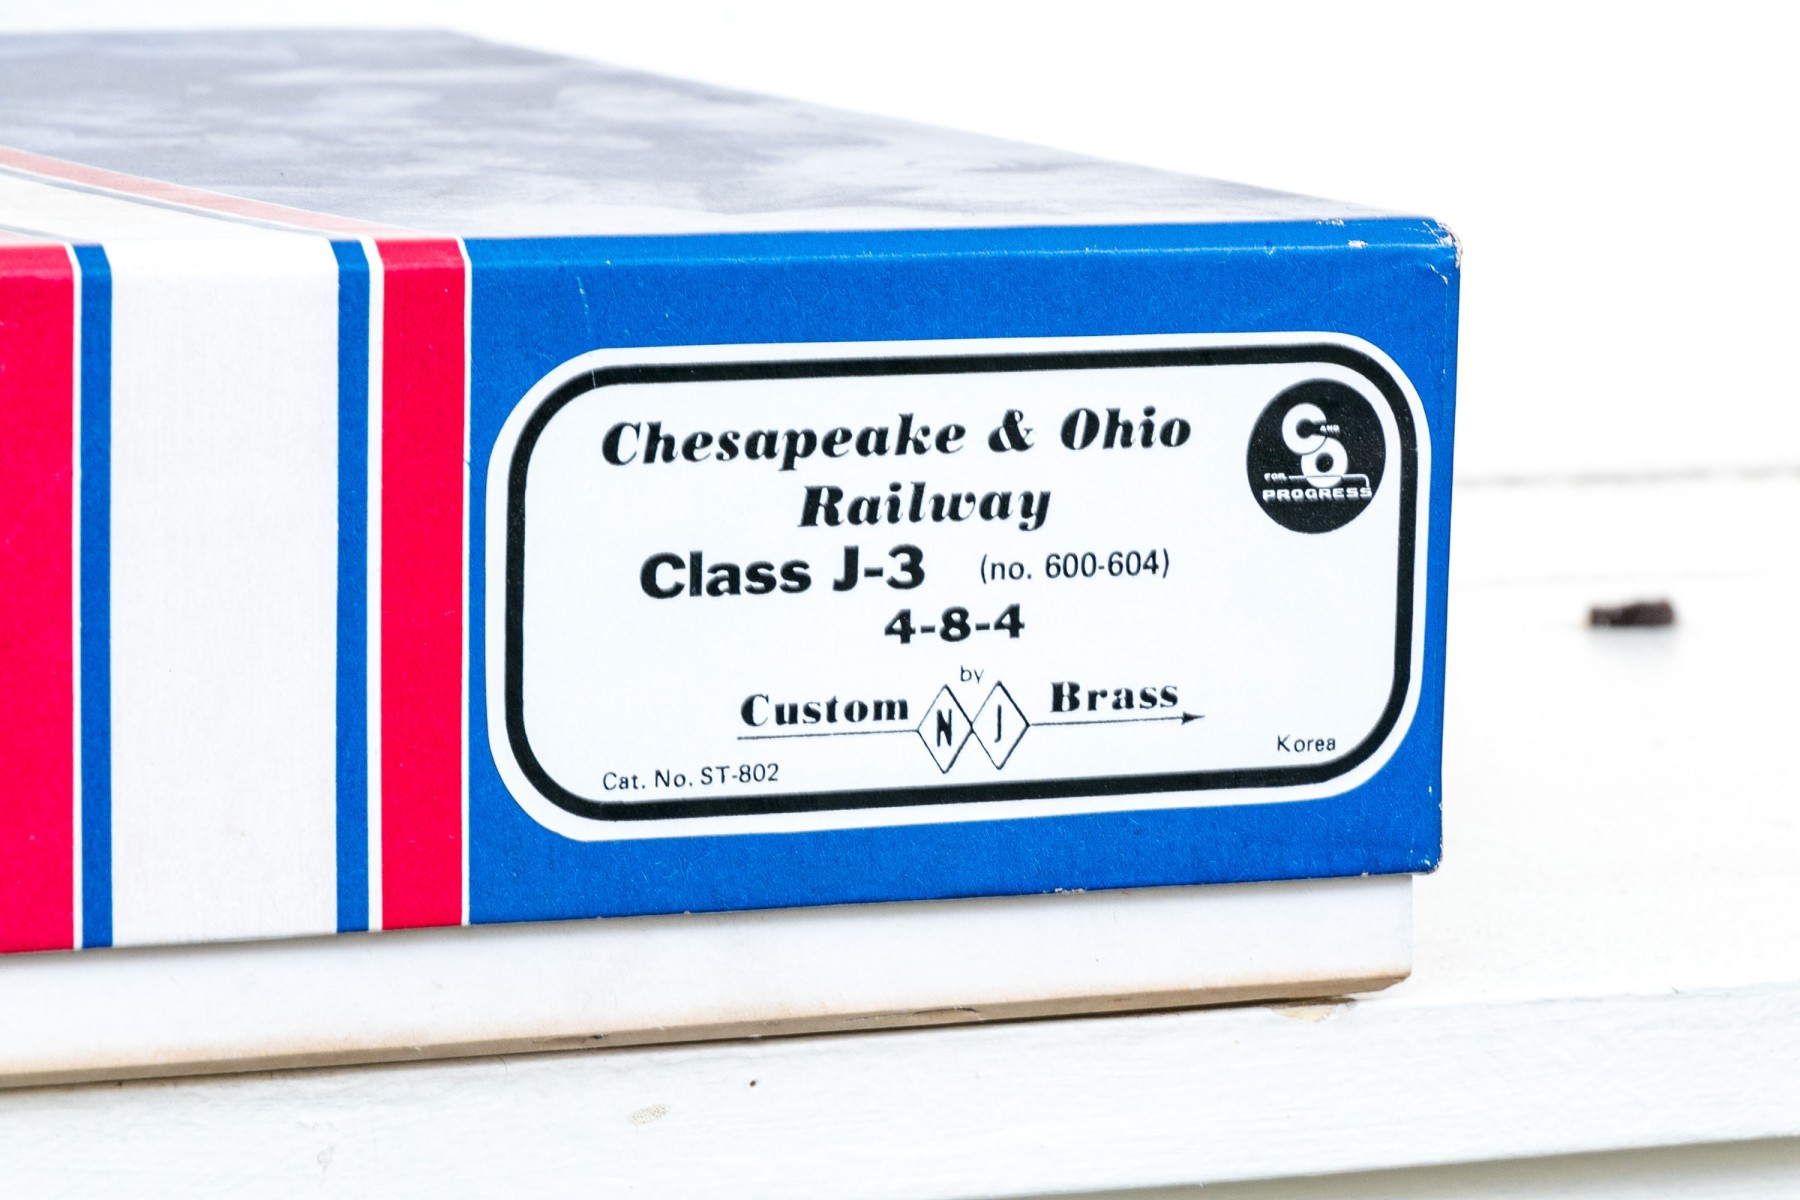 Chesapeake & Ohio
Railway
C AND O
FOR
PROGRESS
Class J-3 (no. 600-604)
4-8-4
by
Custom NJ Brass
Cat. No. ST-802
Korea